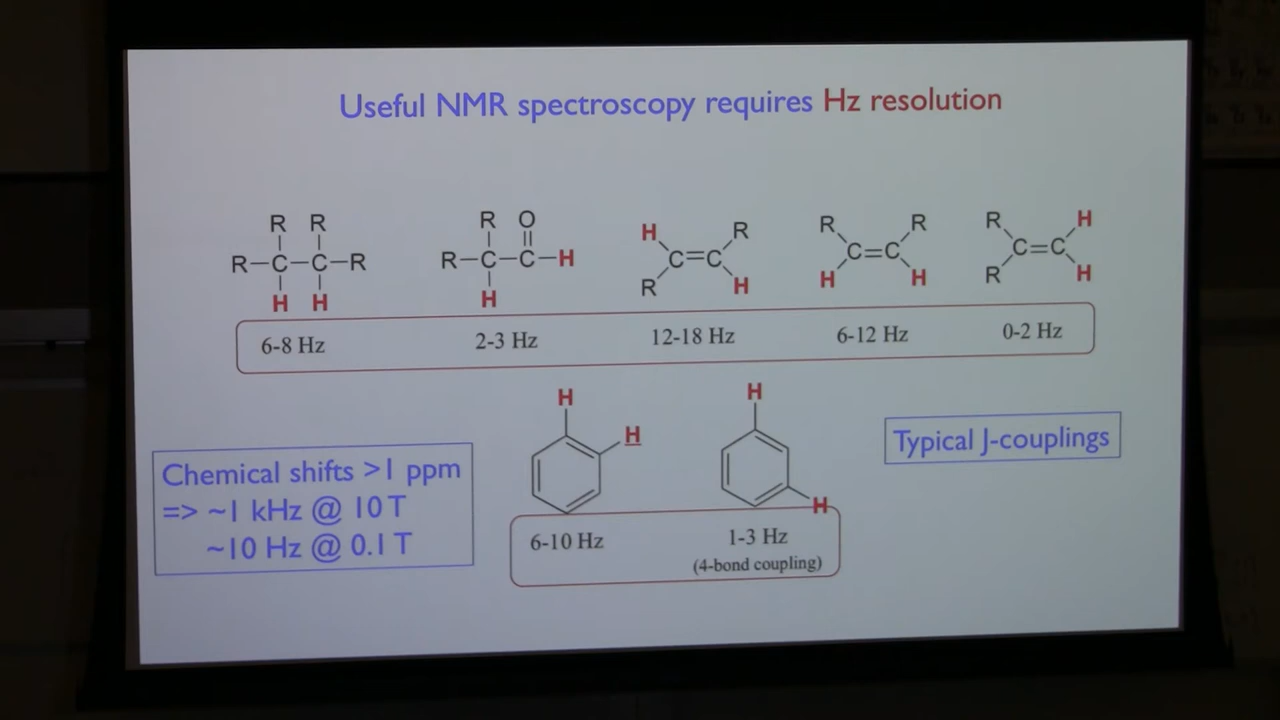 Useful NMR spectroscopy requires Hz resolution
R R
R-C-C-R
H H
6-8 Hz
R O
R-C-C-H
H
2-3 Hz
H R
C=C
R H
12-18 Hz
R R
C=C
H H
6-12 Hz
R H
C=C
R H
0-2 Hz
Chemical shifts >1 ppm
=> ~1 kHz @ 10 T
~10 Hz @ 0.1 T
H
H
6-10 Hz
H
H
1-3 Hz
(4-bond coupling)
Typical J-couplings